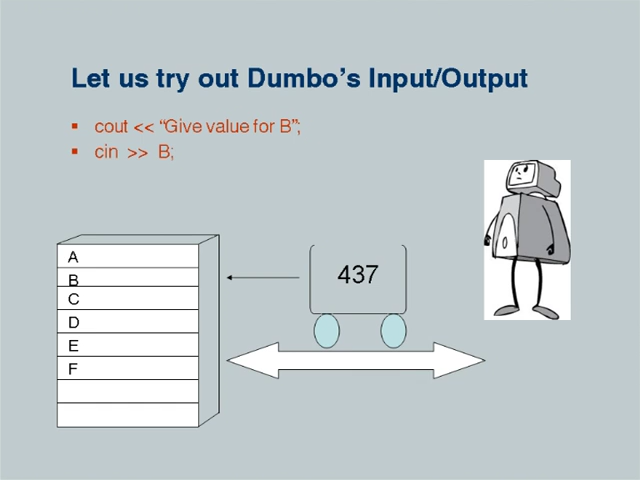 Let us try out Dumbo’s Input/Output
▪ cout << “Give value for B”;
▪ cin >> B;
A
B
C
D
E
F
437